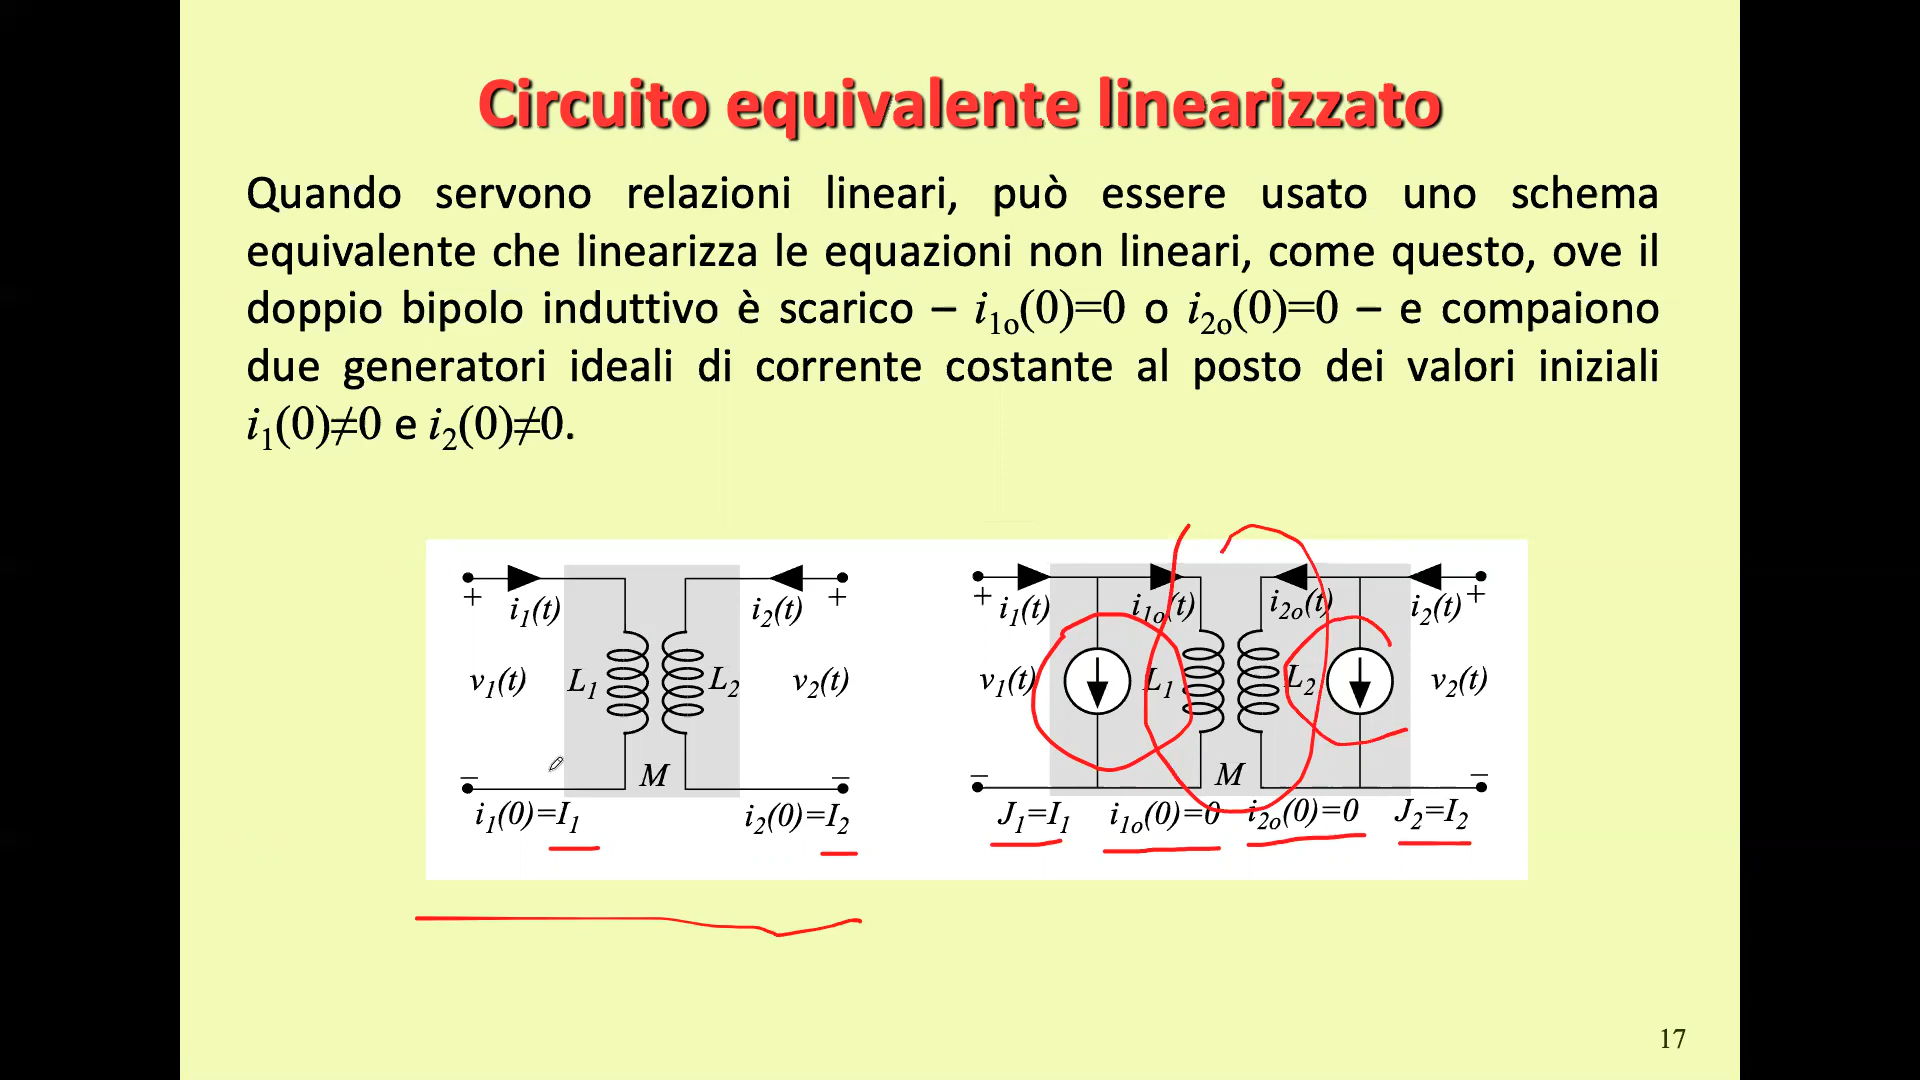 Circuito equivalente linearizzato
Quando servono relazioni lineari, può essere usato uno schema
equivalente che linearizza le equazioni non lineari, come questo, ove il
doppio bipolo induttivo è scarico – i1o(0)=0 o i2o(0)=0 – e compaiono
due generatori ideali di corrente costante al posto dei valori iniziali
i1(0)≠0 e i2(0)≠0.
+ i1(t) i2(t) +
v1(t) L1 L2 v2(t)
– M –
i1(0)=I1 i2(0)=I2
+ i1(t) i1o(t) i2o(t) i2(t) +
v1(t) L1 L2 v2(t)
– M –
J1=I1 i1o(0)=0 i2o(0)=0 J2=I2
17